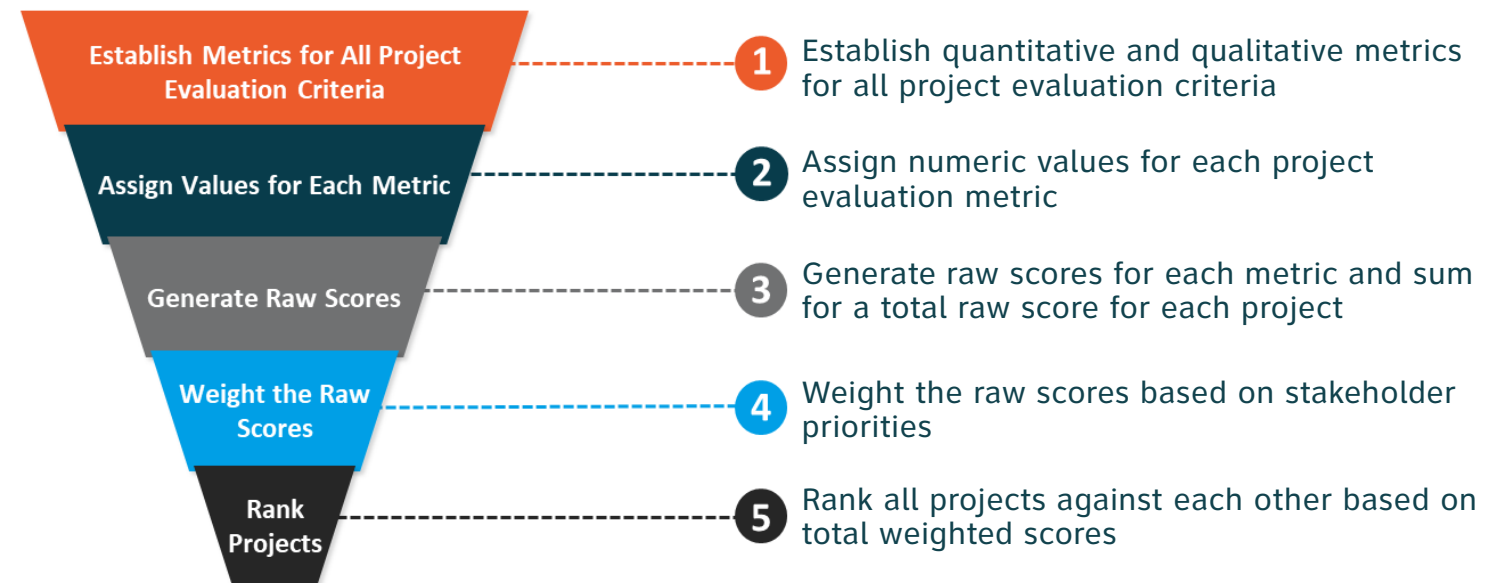 Establish Metrics for All Project
Evaluation Criteria
1
Establish quantitative and qualitative metrics
for all project evaluation criteria
Assign Values for Each Metric
2
Assign numeric values for each project
evaluation metric
Generate Raw Scores
3
Generate raw scores for each metric and sum
for a total raw score for each project
Weight the Raw
Scores
4
Weight the raw scores based on stakeholder
priorities
Rank
Projects
5
Rank all projects against each other based on
total weighted scores